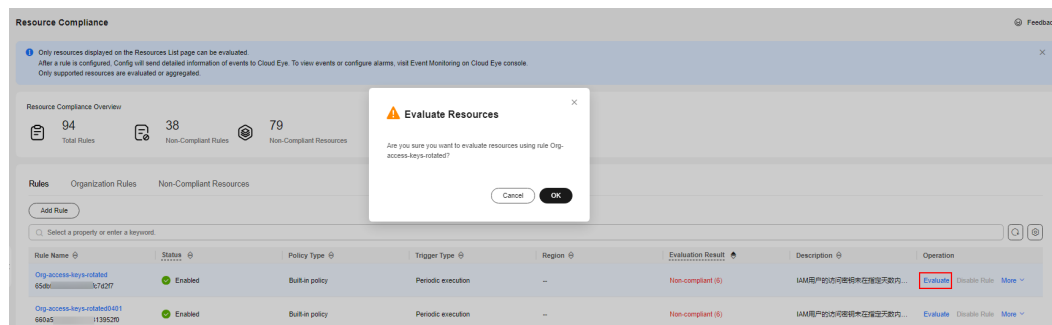 Resource Compliance
Feedbac
Only resources displayed on the Resources List page can be evaluated.
After a rule is configured, Config will send detailed information of events to Cloud Eye. To view events or configure alarms, visit Event Monitoring on Cloud Eye console.
Only supported resources are evaluated or aggregated.
Resource Compliance Overview
94
Total Rules
38
Non-Compliant Rules
79
Non-Compliant Resources
Evaluate Resources
Are you sure you want to evaluate resources using rule Org-
access-keys-rotated?
Cancel OK
Rules Organization Rules Non-Compliant Resources
Add Rule
Select a property or enter a keyword.
Rule Name Status Policy Type Trigger Type Region Evaluation Result Description Operation
Org-access-keys-rotated
65db c7d2f7
Enabled Built-in policy Periodic execution -- Non-compliant (6) IAM用户的访问密钥未在指定天数内... Evaluate Disable Rule More
Org-access-keys-rotated0401
660a5 13952f0
Enabled Built-in policy Periodic execution -- Non-compliant (6) IAM用户的访问密钥未在指定天数内... Evaluate Disable Rule More